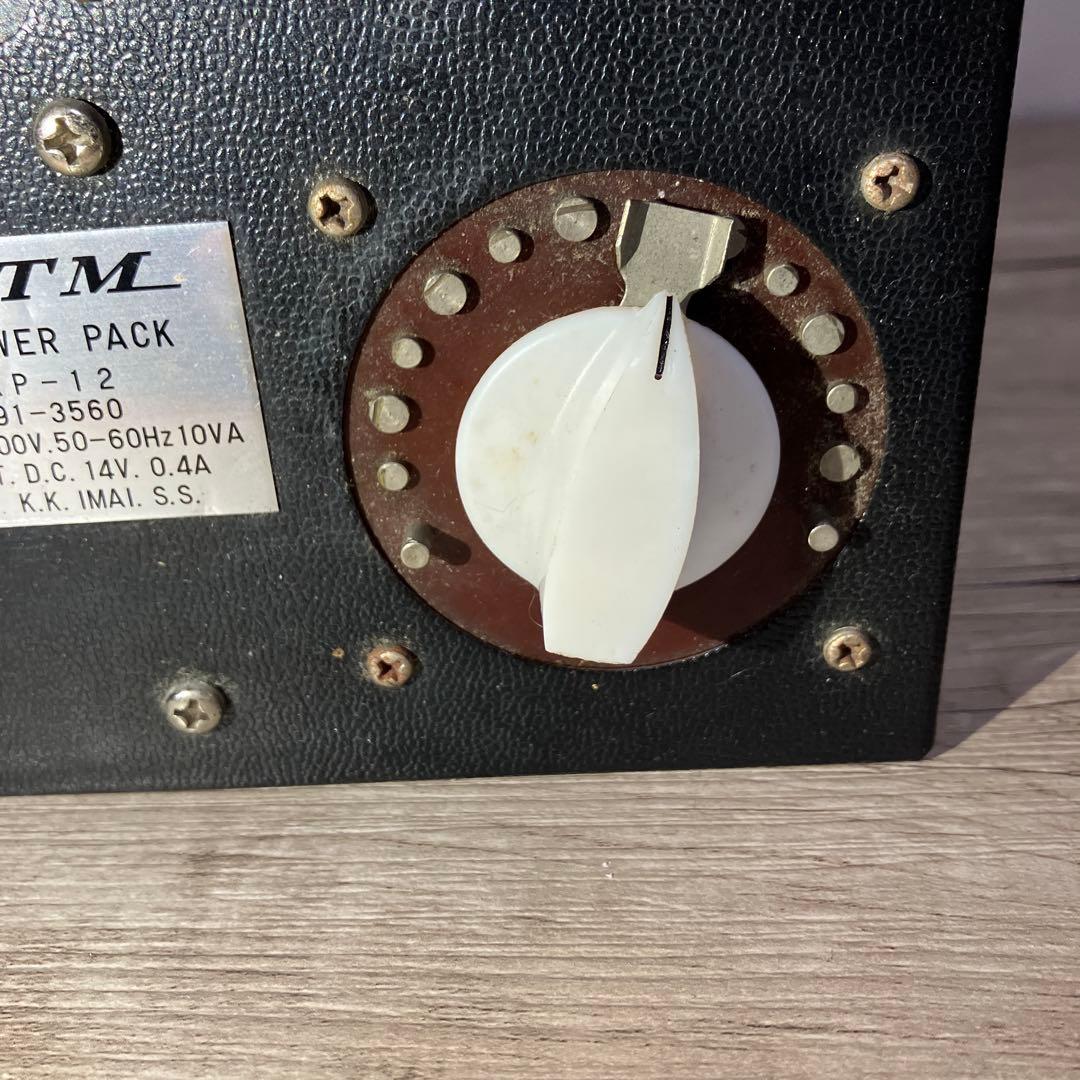 TM
WER PACK
P-12
91-3560
00V.50-60Hz10VA
T. D.C. 14V. 0.4A
. K.K. IMAI. S.S.